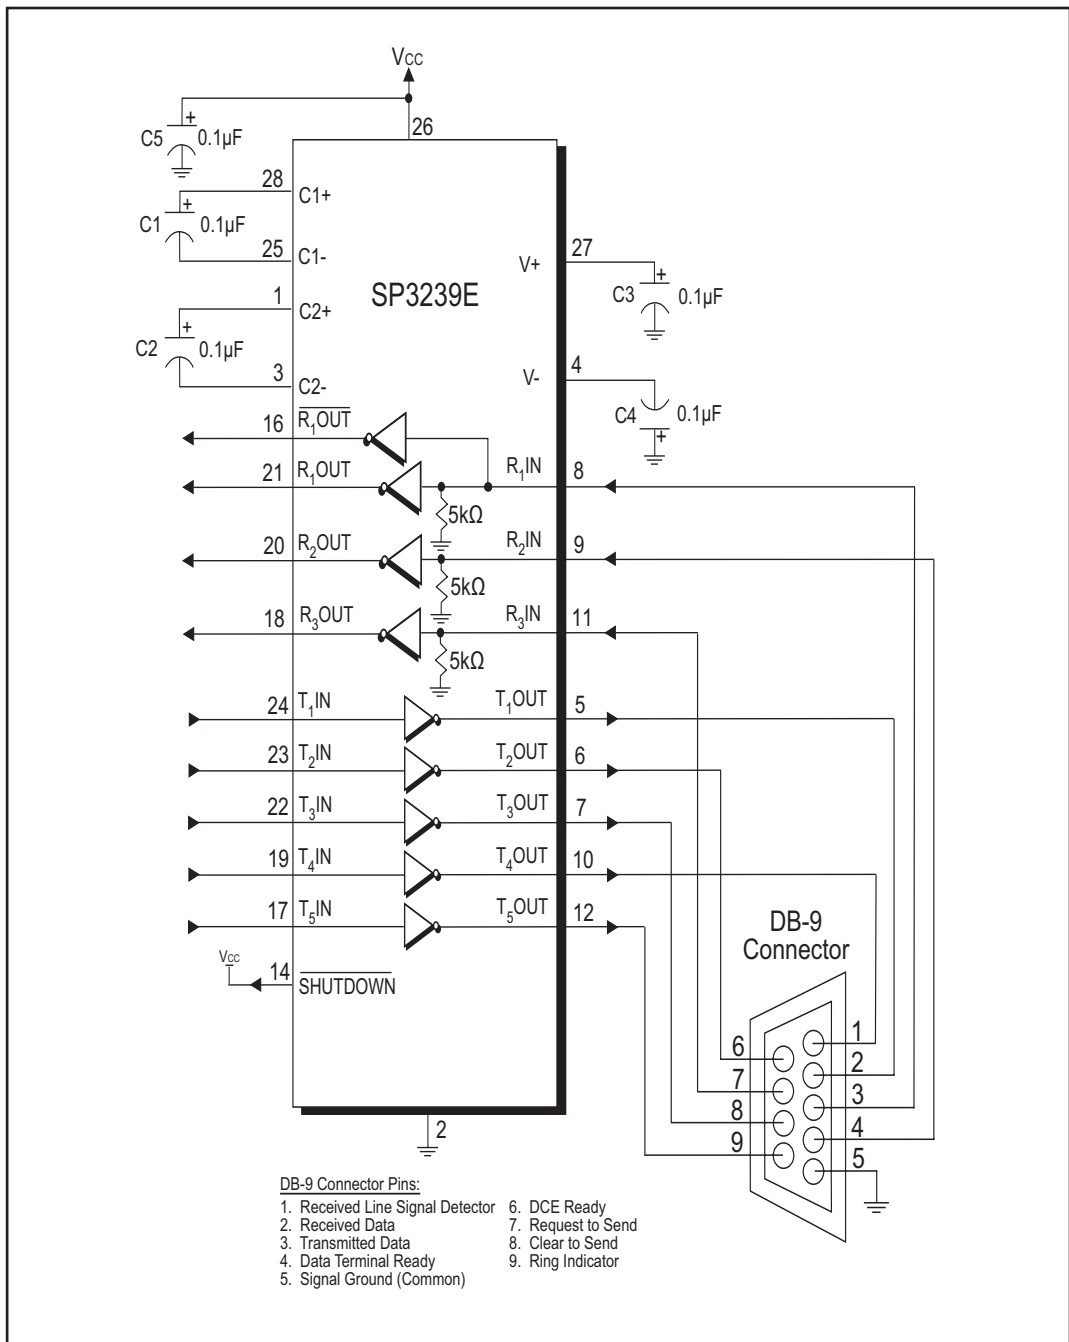 VCC
26
C5
+
0.1µF
28
C1+
C1
+
0.1µF
25
C1-
1
C2+
C2
+
0.1µF
3
C2-
SP3239E
V+
27
C3
+
0.1µF
V-
4
C4
+
0.1µF
16
R1OUT
21
R1OUT
R1IN
8
5kΩ
20
R2OUT
R2IN
9
5kΩ
18
R3OUT
R3IN
11
5kΩ
24
T1IN
T1OUT
5
23
T2IN
T2OUT
6
22
T3IN
T3OUT
7
19
T4IN
T4OUT
10
17
T5IN
T5OUT
12
VCC
14
SHUTDOWN
2
DB-9
Connector
6
7
8
9
1
2
3
4
5
DB-9 Connector Pins:
1. Received Line Signal Detector
2. Received Data
3. Transmitted Data
4. Data Terminal Ready
5. Signal Ground (Common)
6. DCE Ready
7. Request to Send
8. Clear to Send
9. Ring Indicator